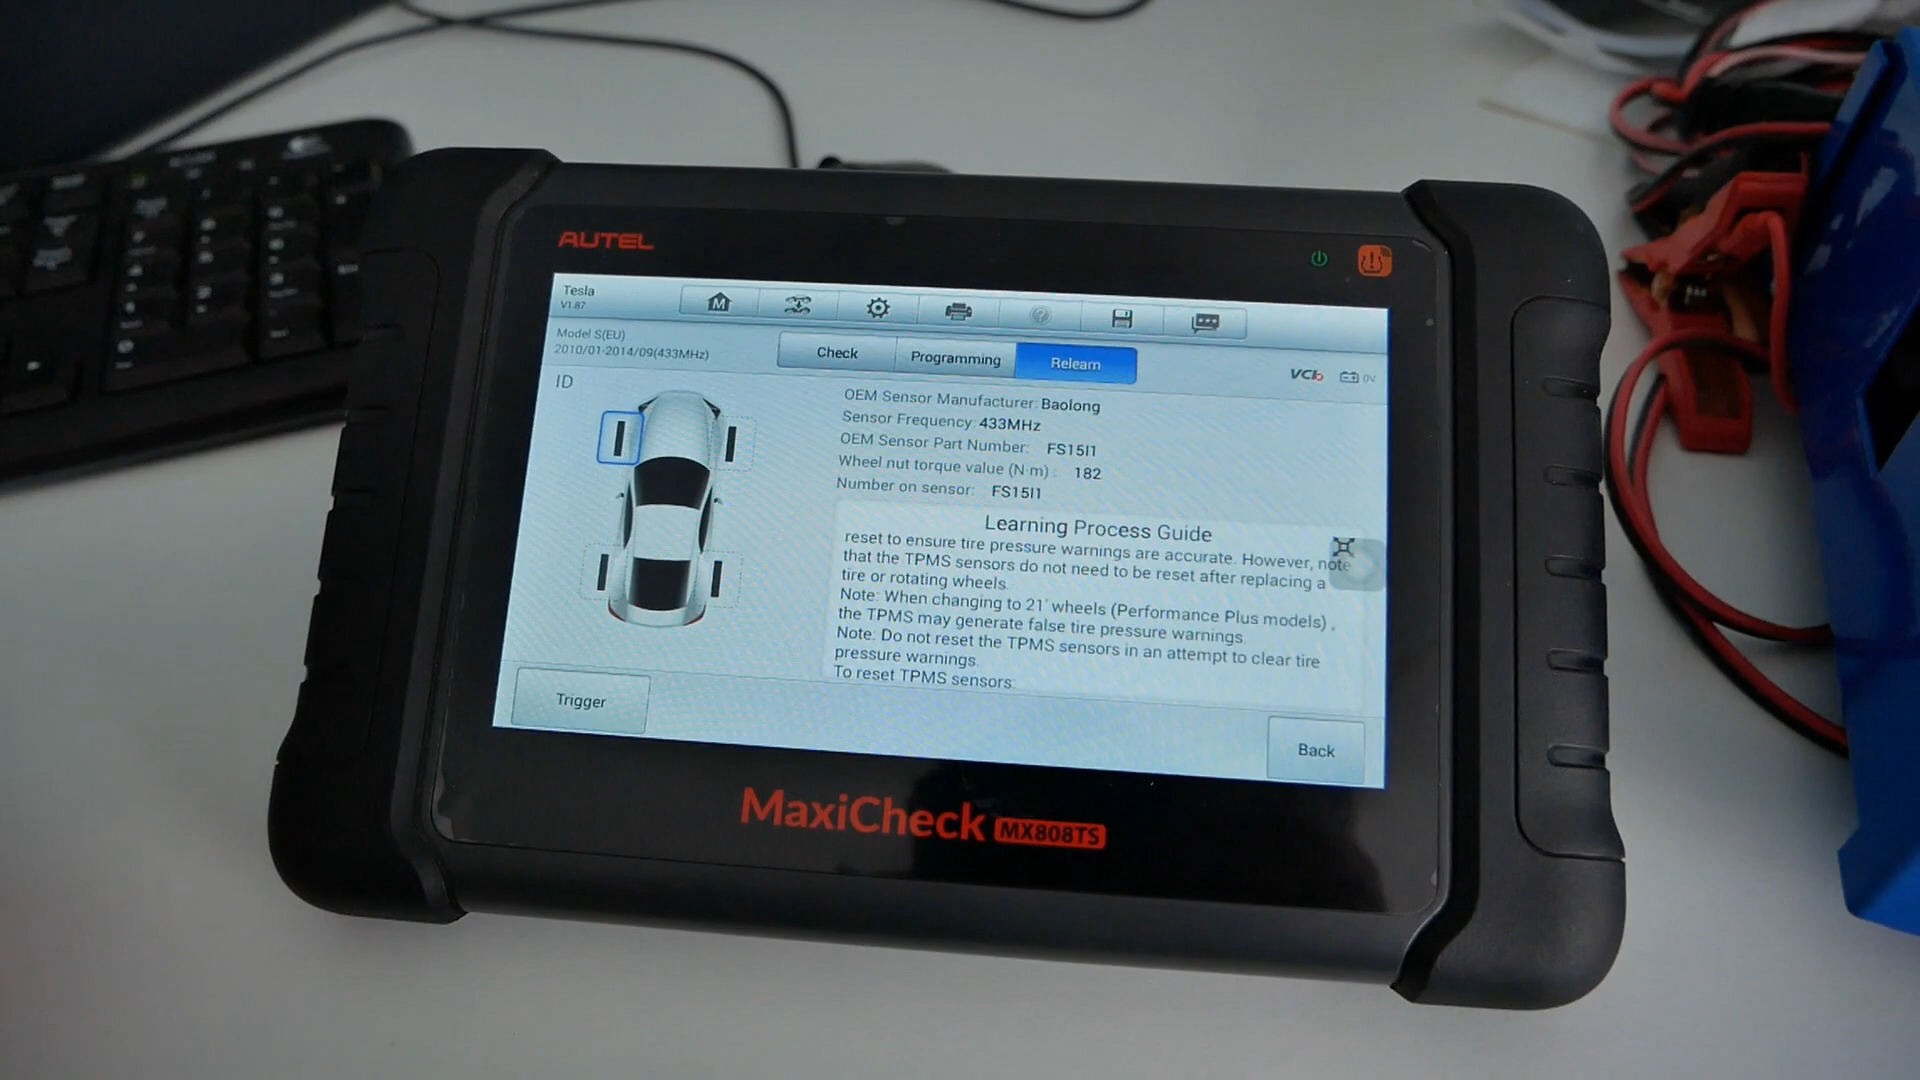 AUTEL
Tesla
V1.87
M
Model S(EU)
2010/01-2014/09(433MHz)
Check
Programming
Relearn
VCI
0V
ID
OEM Sensor Manufacturer: Baolong
Sensor Frequency: 433MHz
OEM Sensor Part Number: FS15I1
Wheel nut torque value (N·m) : 182
Number on sensor: FS15I1
Learning Process Guide
reset to ensure tire pressure warnings are accurate. However, note
that the TPMS sensors do not need to be reset after replacing a
tire or rotating wheels.
Note: When changing to 21" wheels (Performance Plus models) ,
the TPMS may generate false tire pressure warnings.
Note: Do not reset the TPMS sensors in an attempt to clear tire
pressure warnings.
To reset TPMS sensors:
Trigger
Back
MaxiCheck MX808TS